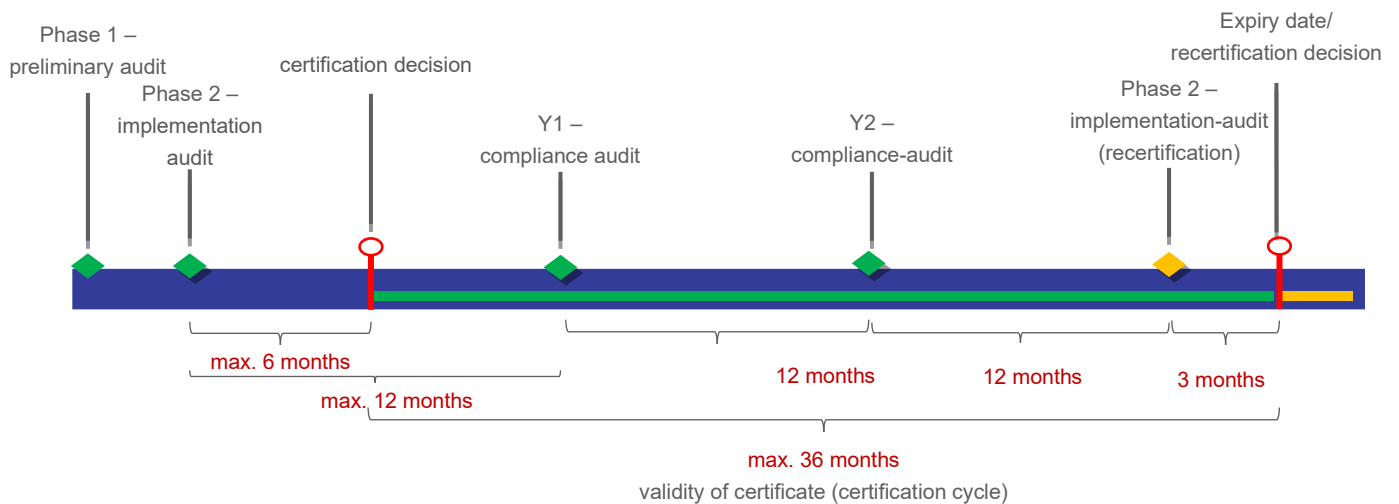 Phase 1 –
preliminary audit
Phase 2 –
implementation
audit
certification decision
Y1 –
compliance audit
Y2 –
compliance-audit
Phase 2 –
implementation-audit
(recertification)
Expiry date/
recertification decision
max. 6 months
max. 12 months
12 months
12 months
3 months
max. 36 months
validity of certificate (certification cycle)